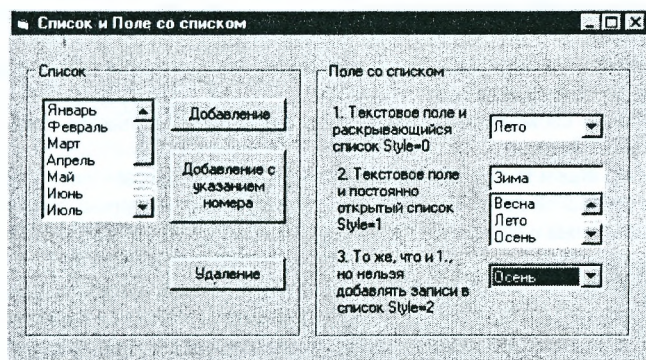 Список и Поле со списком
Список
Январь
Февраль
Март
Апрель
Май
Июнь
Июль
Добавление
Добавление с
указанием
номера
Удаление
Поле со списком
1. Текстовое поле и
раскрывающийся
список Style=0
Лето
2. Текстовое поле
и постоянно
открытый список
Style=1
Зима
Весна
Лето
Осень
3. То же, что и 1.,
но нельзя
добавлять записи в
список Style=2
Осень